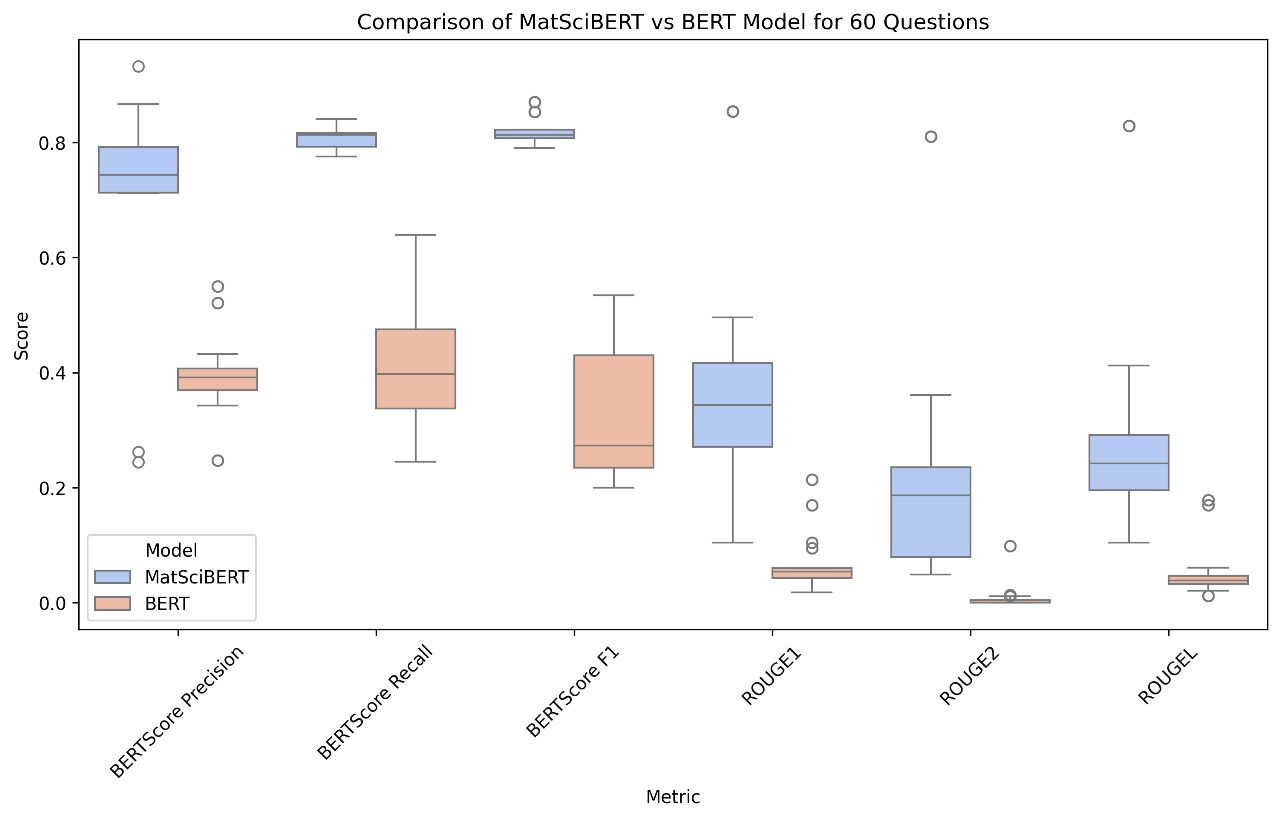 Comparison of MatSciBERT vs BERT Model for 60 Questions
Score
0.8
0.6
0.4
0.2
0.0
Model
MatSciBERT
BERT
BERTScore Precision
BERTScore Recall
BERTScore F1
ROUGE1
ROUGE2
ROUGEL
Metric